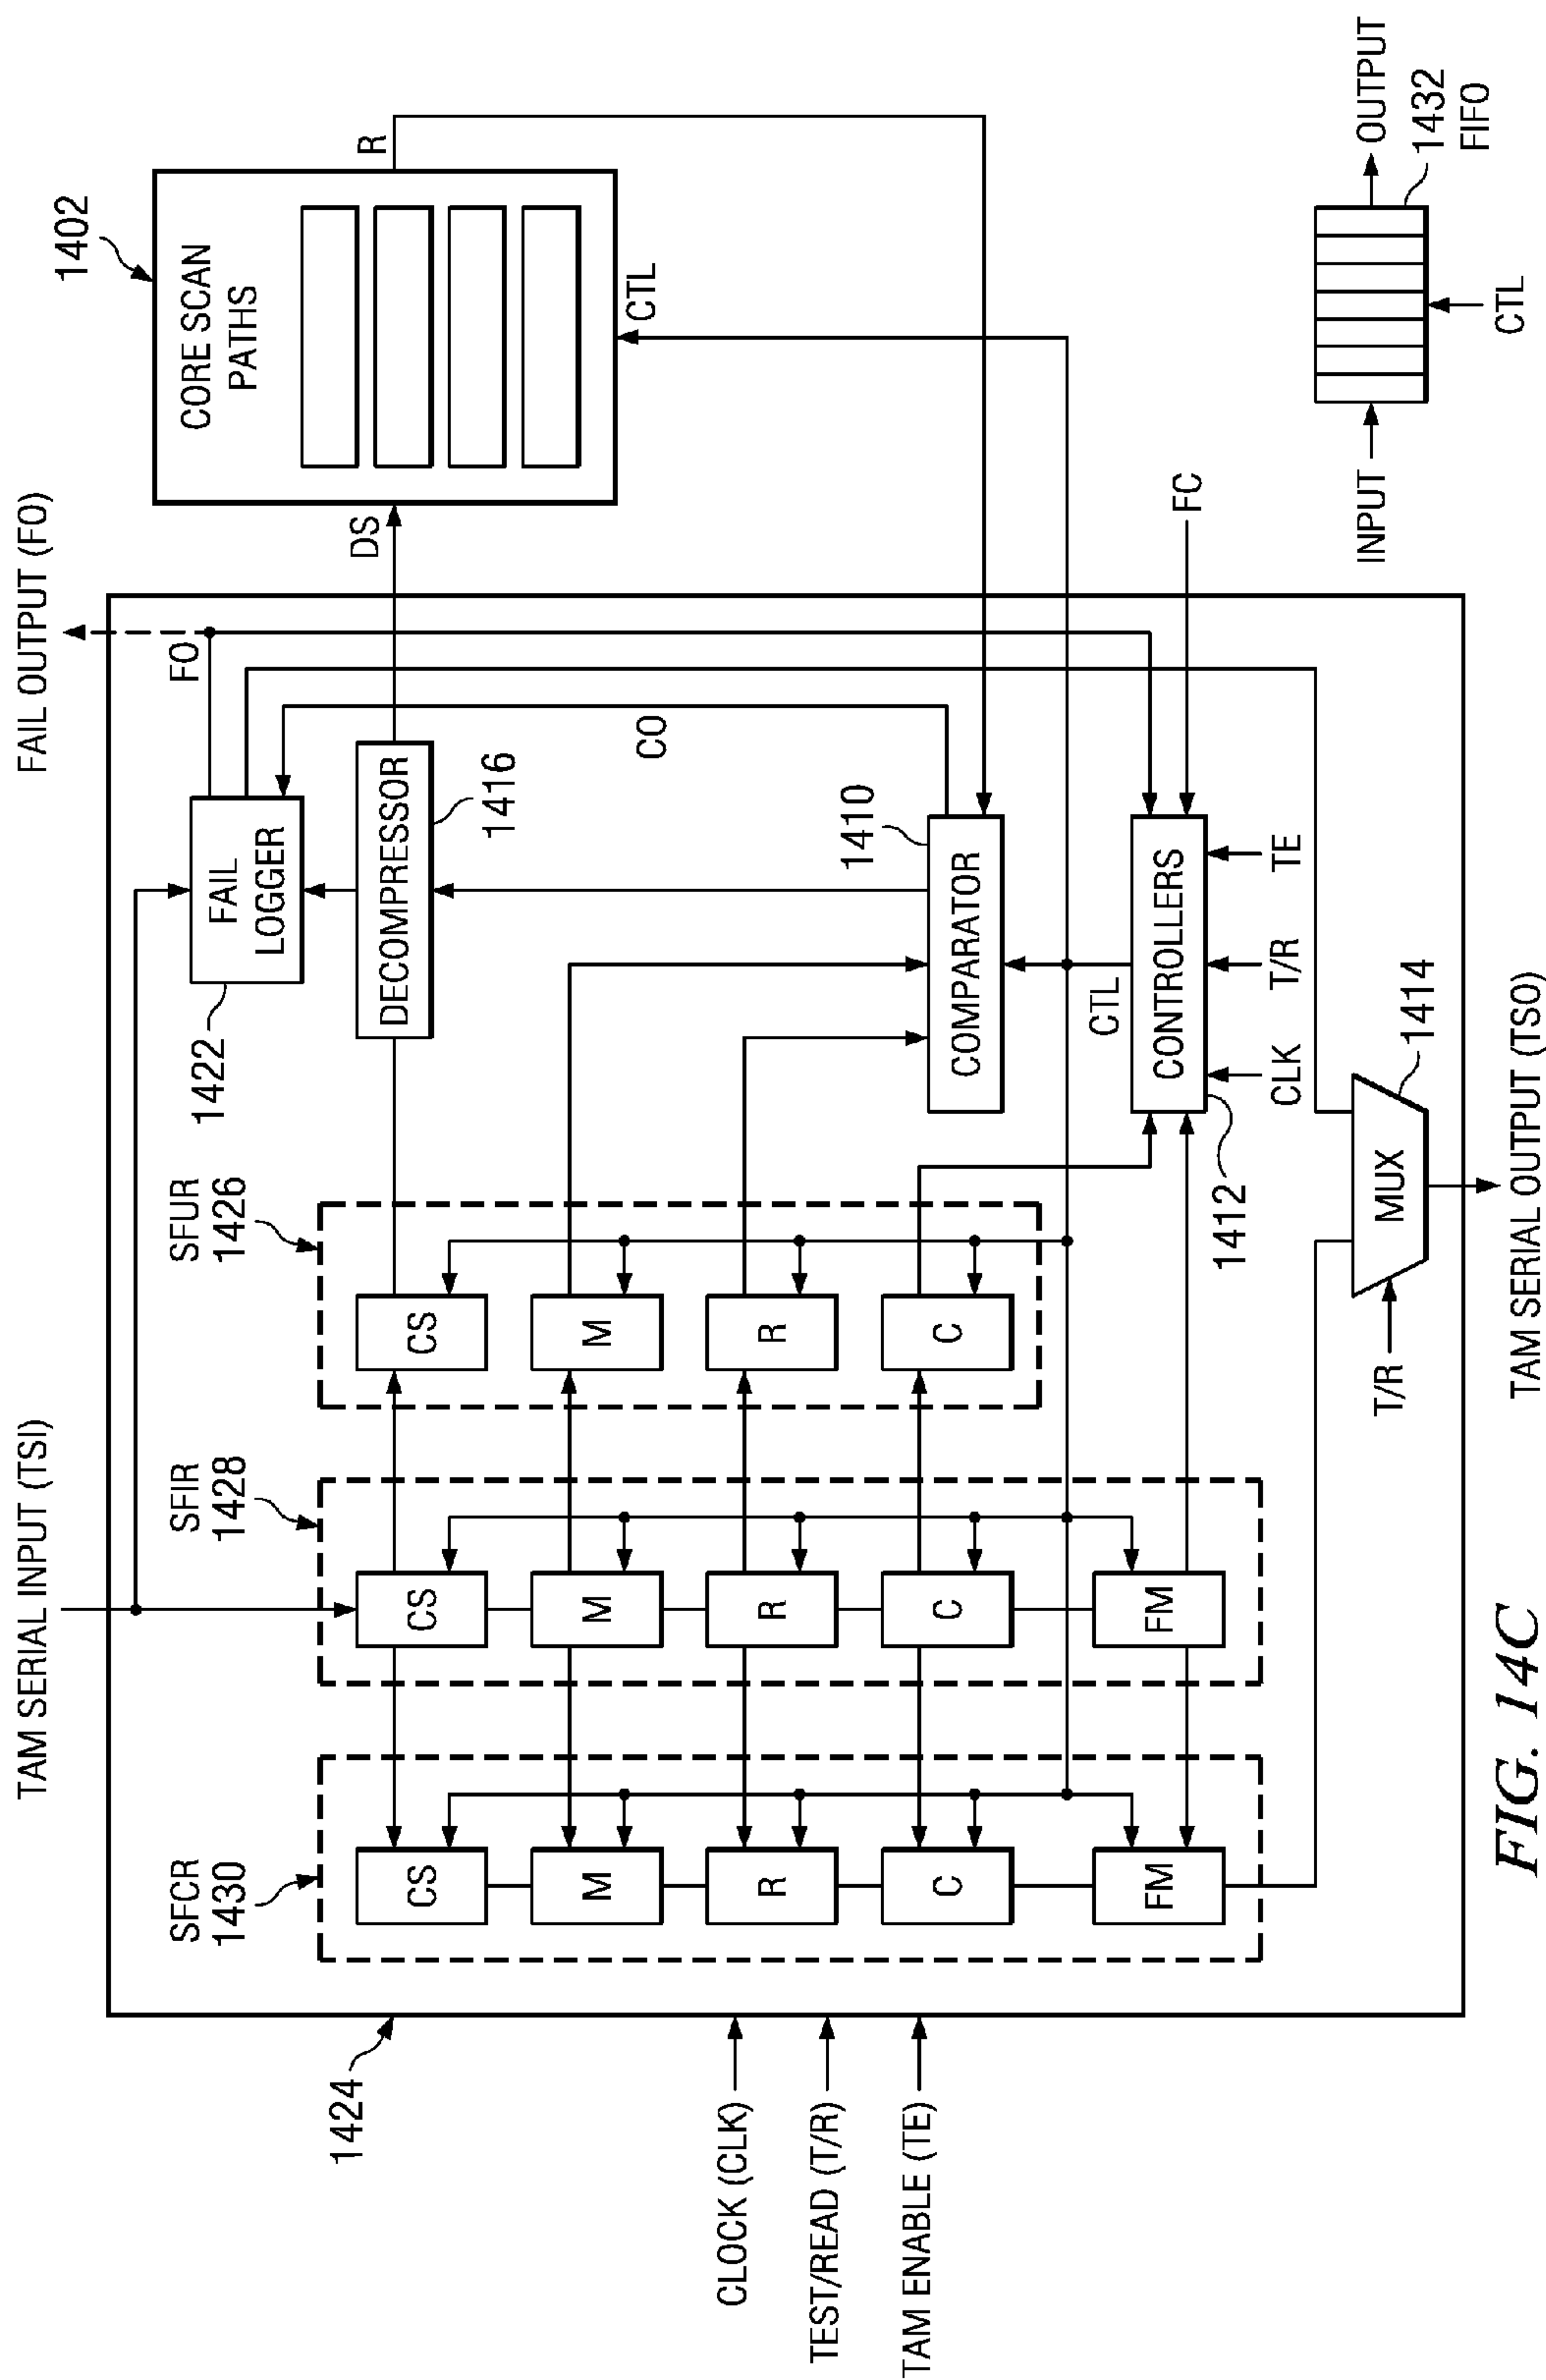 TAM SERIAL INPUT (TSI)
FAIL OUTPUT (FO)
1402
CORE SCAN
PATHS
R
DS
CTL
FO
FAIL
LOGGER
1422
DECOMPRESSOR
1416
CO
SFCR
1430
SFIR
1428
SFUR
1426
CS
M
R
C
FM
CS
M
R
C
FM
CS
M
R
C
1410
COMPARATOR
CTL
CONTROLLERS
1412
CLK
T/R
TE
FC
T/R
MUX
1414
1424
CLOCK (CLK)
TEST/READ (T/R)
TAM ENABLE (TE)
TAM SERIAL OUTPUT (TSO)
INPUT
OUTPUT
1432
FIFO
CTL
FIG. 14C